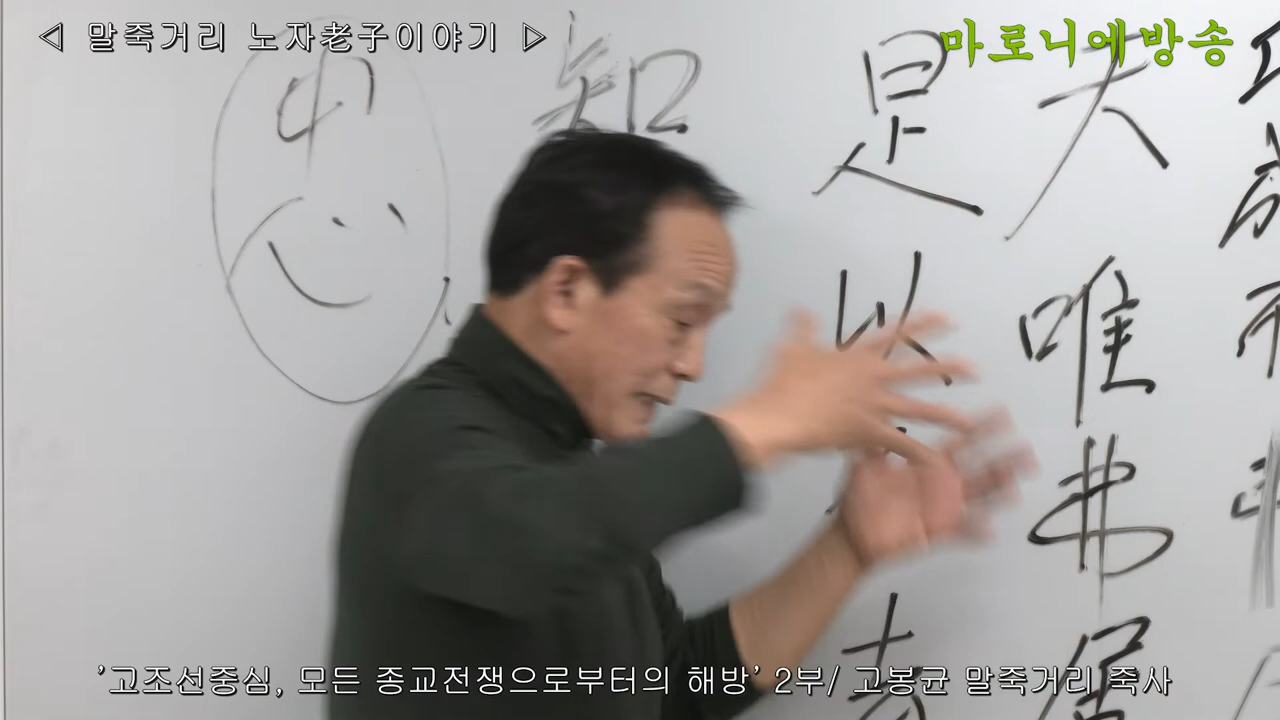 ◁ 말죽거리 노자老子이야기 ▷
마로니에방송
中心
知
夫唯弗居
是以
去
'고조선중심, 모든 종교전쟁으로부터의 해방' 2부/ 고봉균 말죽거리 죽사